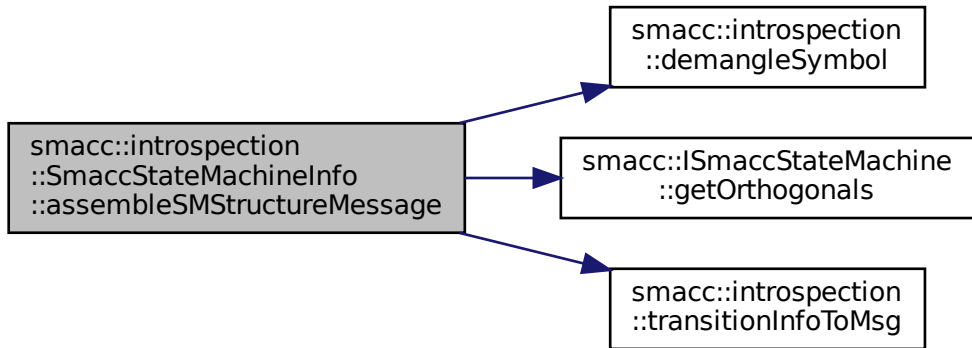 smacc::introspection
::SmaccStateMachineInfo
::assembleSMStructureMessage
smacc::introspection
::demangleSymbol
smacc::ISmaccStateMachine
::getOrthogonals
smacc::introspection
::transitionInfoToMsg